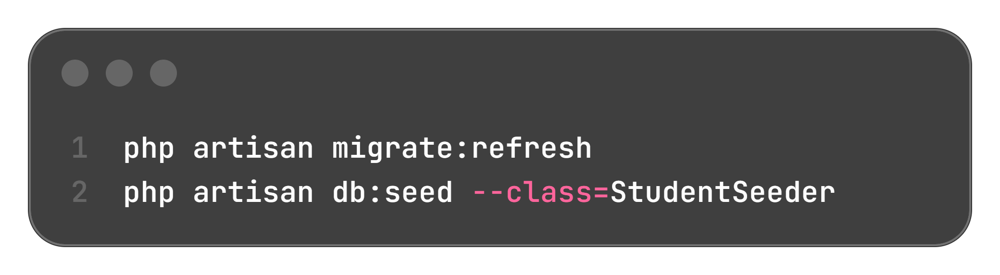 1 php artisan migrate:refresh
2 php artisan db:seed --class=StudentSeeder